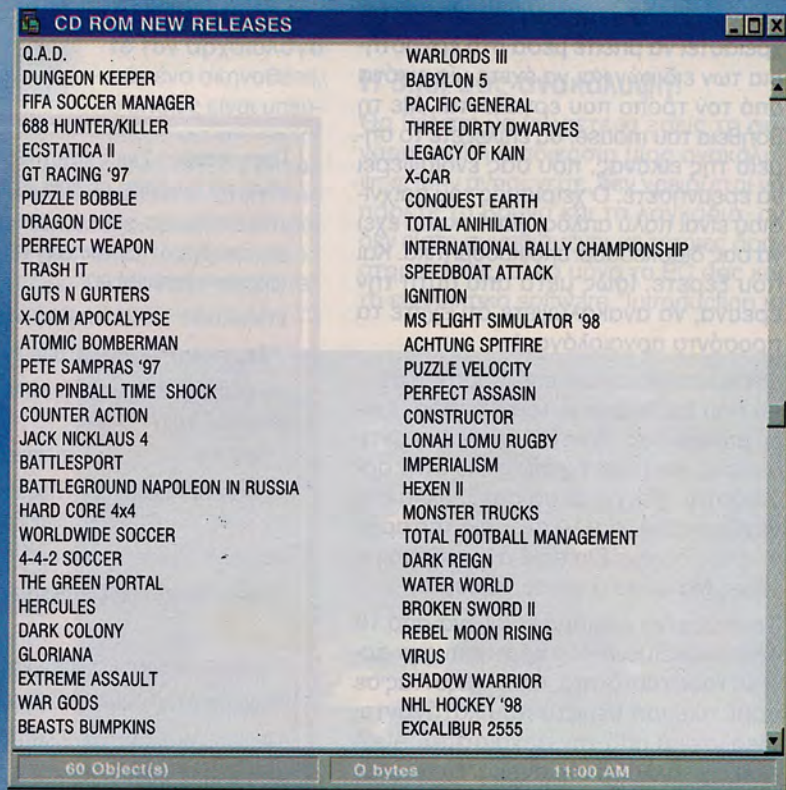 CD ROM NEW RELEASES
Q.A.D.
DUNGEON KEEPER
FIFA SOCCER MANAGER
688 HUNTER/KILLER
ECSTATICA II
GT RACING '97
PUZZLE BOBBLE
DRAGON DICE
PERFECT WEAPON
TRASH IT
GUTS N GURTERS
X-COM APOCALYPSE
ATOMIC BOMBERMAN
PETE SAMPRAS '97
PRO PINBALL TIME SHOCK
COUNTER ACTION
JACK NICKLAUS 4
BATTLESPORT
BATTLEGROUND NAPOLEON IN RUSSIA
HARD CORE 4x4
WORLDWIDE SOCCER
4-4-2 SOCCER
THE GREEN PORTAL
HERCULES
DARK COLONY
GLORIANA
EXTREME ASSAULT
WAR GODS
BEASTS BUMPKINS
WARLORDS III
BABYLON 5
PACIFIC GENERAL
THREE DIRTY DWARVES
LEGACY OF KAIN
X-CAR
CONQUEST EARTH
TOTAL ANIHILATION
INTERNATIONAL RALLY CHAMPIONSHIP
SPEEDBOAT ATTACK
IGNITION
MS FLIGHT SIMULATOR '98
ACHTUNG SPITFIRE
PUZZLE VELOCITY
PERFECT ASSASIN
CONSTRUCTOR
LONAH LOMU RUGBY
IMPERIALISM
HEXEN II
MONSTER TRUCKS
TOTAL FOOTBALL MANAGEMENT
DARK REIGN
WATER WORLD
BROKEN SWORD II
REBEL MOON RISING
VIRUS
SHADOW WARRIOR
NHL HOCKEY '98
EXCALIBUR 2555
60 Object(s)
O bytes
11:00 AM